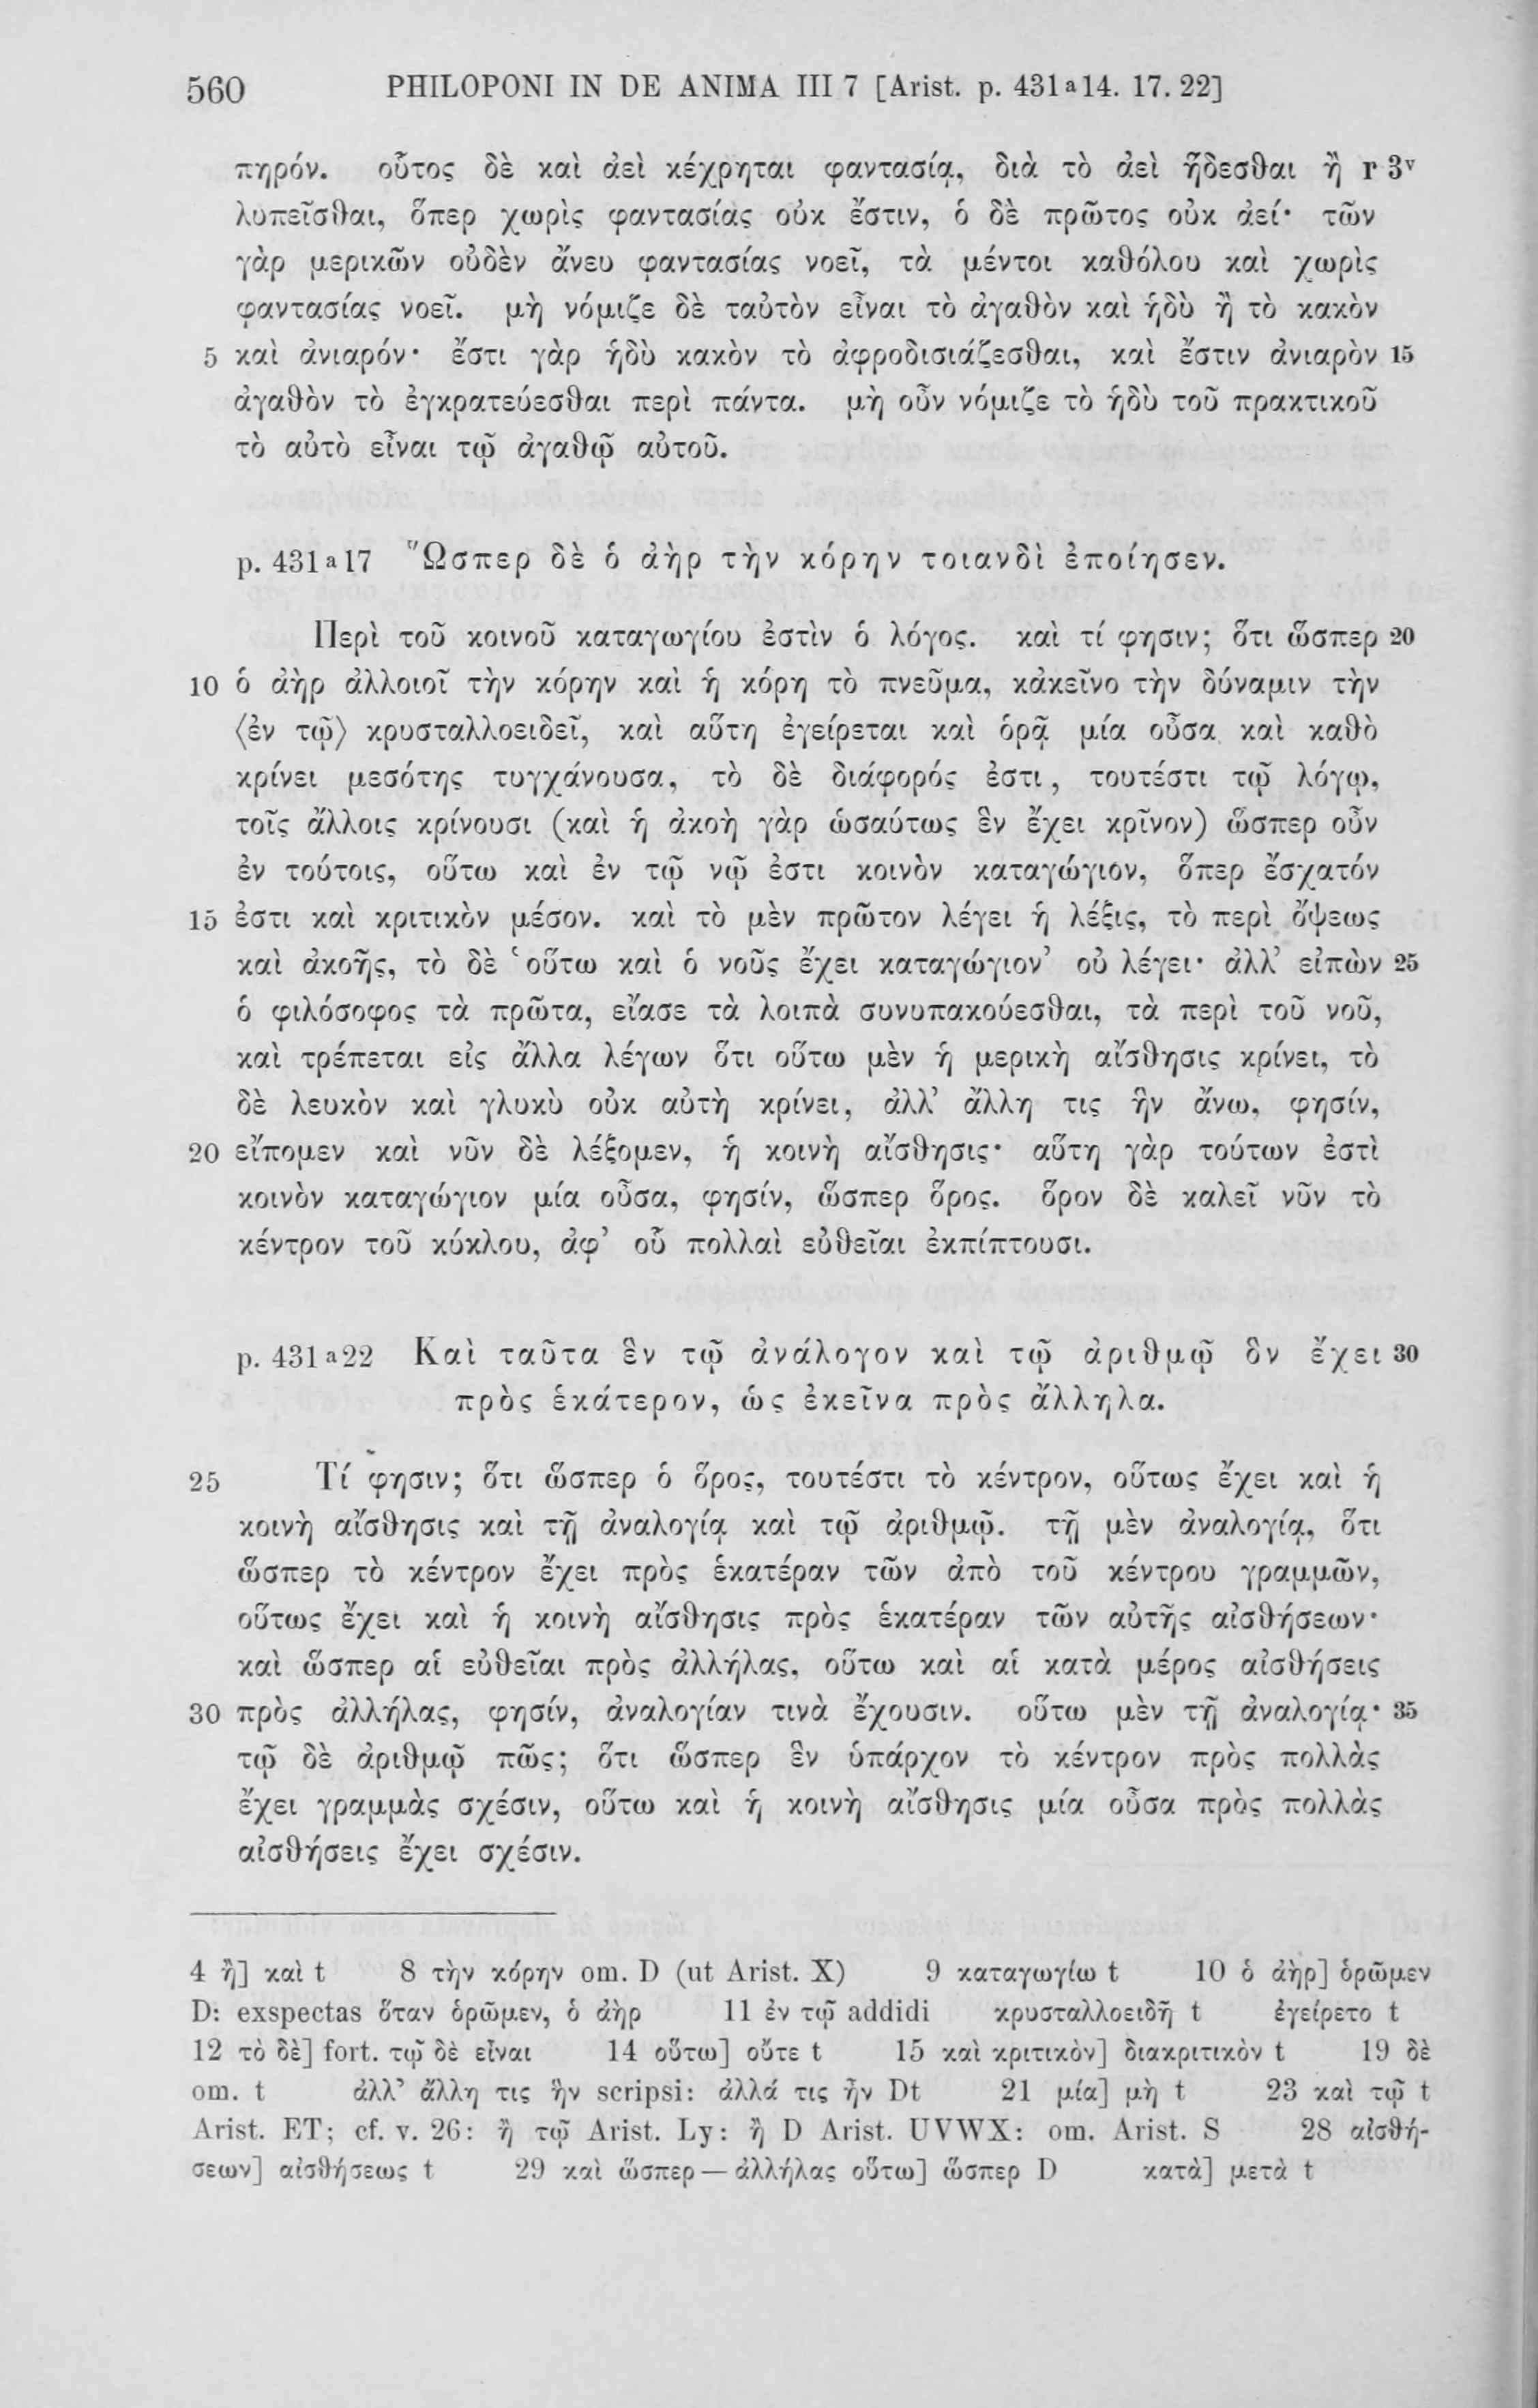 560 PHILOPONI IN DE ANIMA III 7 [Arist. p. 431 a 14. 17. 22]
πηρόν. οὗτος δὲ καὶ ἀεὶ κέχρηται φαντασίᾳ, διὰ τὸ ἀεὶ ἥδεσθαι ἢ r 3v
λυπεῖσθαι, ὅπερ χωρὶς φαντασίας οὐκ ἔστιν, ὁ δὲ πρῶτος οὐκ ἀεί· τῶν
γὰρ μερικῶν οὐδὲν ἄνευ φαντασίας νοεῖ, τὰ μέντοι καθόλου καὶ χωρὶς
φαντασίας νοεῖ. μὴ νόμιζε δὲ ταὐτὸν εἶναι τὸ ἀγαθὸν καὶ ἡδὺ ἢ τὸ κακὸν
5 καὶ ἀνιαρόν· ἔστι γὰρ ἡδὺ κακὸν τὸ ἀφροδισιάζεσθαι, καὶ ἔστιν ἀνιαρὸν 15
ἀγαθὸν τὸ ἐγκρατεύεσθαι περὶ πάντα. μὴ οὖν νόμιζε τὸ ἡδὺ τοῦ πρακτικοῦ
τὸ αὐτὸ εἶναι τῷ ἀγαθῷ αὐτοῦ.
p. 431 a 17 Ὥσπερ δὲ ὁ ἀὴρ τὴν κόρην τοιανδὶ ἐποίησεν.
Περὶ τοῦ κοινοῦ καταγωγίου ἐστὶν ὁ λόγος. καὶ τί φησιν; ὅτι ὥσπερ 20
10 ὁ ἀὴρ ἀλλοιοῖ τὴν κόρην καὶ ἡ κόρη τὸ πνεῦμα, κἀκεῖνο τὴν δύναμιν τὴν
⟨ἐν τῷ⟩ κρυσταλλοειδεῖ, καὶ αὕτη ἐγείρεται καὶ ὁρᾷ μία οὖσα καὶ καθὸ
κρίνει μεσότης τυγχάνουσα, τὸ δὲ διάφορός ἐστι, τουτέστι τῷ λόγῳ,
τοῖς ἄλλοις κρίνουσι (καὶ ἡ ἀκοὴ γὰρ ὡσαύτως ἓν ἔχει κρῖνον) ὥσπερ οὖν
ἐν τούτοις, οὕτω καὶ ἐν τῷ νῷ ἐστι κοινὸν καταγώγιον, ὅπερ ἔσχατόν
15 ἐστι καὶ κριτικὸν μέσον. καὶ τὸ μὲν πρῶτον λέγει ἡ λέξις, τὸ περὶ ὄψεως
καὶ ἀκοῆς, τὸ δὲ ‘οὕτω καὶ ὁ νοῦς ἔχει καταγώγιον’ οὐ λέγει· ἀλλ’ εἰπὼν 25
ὁ φιλόσοφος τὰ πρῶτα, εἴασε τὰ λοιπὰ συνυπακούεσθαι, τὰ περὶ τοῦ νοῦ,
καὶ τρέπεται εἰς ἄλλα λέγων ὅτι οὕτω μὲν ἡ μερικὴ αἴσθησις κρίνει, τὸ
δὲ λευκὸν καὶ γλυκὺ οὐκ αὐτὴ κρίνει, ἀλλ’ ἄλλη τις ἣν ἄνω, φησίν,
20 εἴπομεν καὶ νῦν δὲ λέξομεν, ἡ κοινὴ αἴσθησις· αὕτη γὰρ τούτων ἐστὶ
κοινὸν καταγώγιον μία οὖσα, φησίν, ὥσπερ ὅρος. ὅρον δὲ καλεῖ νῦν τὸ
κέντρον τοῦ κύκλου, ἀφ’ οὗ πολλαὶ εὐθεῖαι ἐκπίπτουσι.
p. 431 a 22 Καὶ ταῦτα ἓν τῷ ἀνάλογον καὶ τῷ ἀριθμῷ ὃν ἔχει 30
πρὸς ἑκάτερον, ὡς ἐκεῖνα πρὸς ἄλληλα.
25 Τί φησιν; ὅτι ὥσπερ ὁ ὅρος, τουτέστι τὸ κέντρον, οὕτως ἔχει καὶ ἡ
κοινὴ αἴσθησις καὶ τῇ ἀναλογίᾳ καὶ τῷ ἀριθμῷ. τῇ μὲν ἀναλογίᾳ, ὅτι
ὥσπερ τὸ κέντρον ἔχει πρὸς ἑκατέραν τῶν ἀπὸ τοῦ κέντρου γραμμῶν,
οὕτως ἔχει καὶ ἡ κοινὴ αἴσθησις πρὸς ἑκατέραν τῶν αὐτῆς αἰσθήσεων·
καὶ ὥσπερ αἱ εὐθεῖαι πρὸς ἀλλήλας, οὕτω καὶ αἱ κατὰ μέρος αἰσθήσεις
30 πρὸς ἀλλήλας, φησίν, ἀναλογίαν τινὰ ἔχουσιν. οὕτω μὲν τῇ ἀναλογίᾳ· 35
τῷ δὲ ἀριθμῷ πῶς; ὅτι ὥσπερ ἓν ὑπάρχον τὸ κέντρον πρὸς πολλὰς
ἔχει γραμμὰς σχέσιν, οὕτω καὶ ἡ κοινὴ αἴσθησις μία οὖσα πρὸς πολλὰς
αἰσθήσεις ἔχει σχέσιν.
4 ἢ] καὶ t 8 τὴν κόρην om. D (ut Arist. X) 9 καταγωγίω t 10 ὁ ἀὴρ] ὁρῶμεν
D: exspectas ὅταν ὁρῶμεν, ὁ ἀὴρ 11 ἐν τῷ addidi κρυσταλλοειδῆ t ἐγείρετο t
12 τὸ δὲ] fort. τῷ δὲ εἶναι 14 οὕτω] οὔτε t 15 καὶ κριτικὸν] διακριτικὸν t 19 δὲ
om. t ἀλλ’ ἄλλη τις ἣν scripsi: ἀλλά τις ἦν Dt 21 μία] μὴ t 23 καὶ τῷ t
Arist. ET; cf. v. 26: ἢ τῷ Arist. Ly: ἢ D Arist. UVWX: om. Arist. S 28 αἰσθή-
σεων] αἰσθήσεως t 29 καὶ ὥσπερ — ἀλλήλας οὕτω] ὥσπερ D κατὰ] μετὰ t